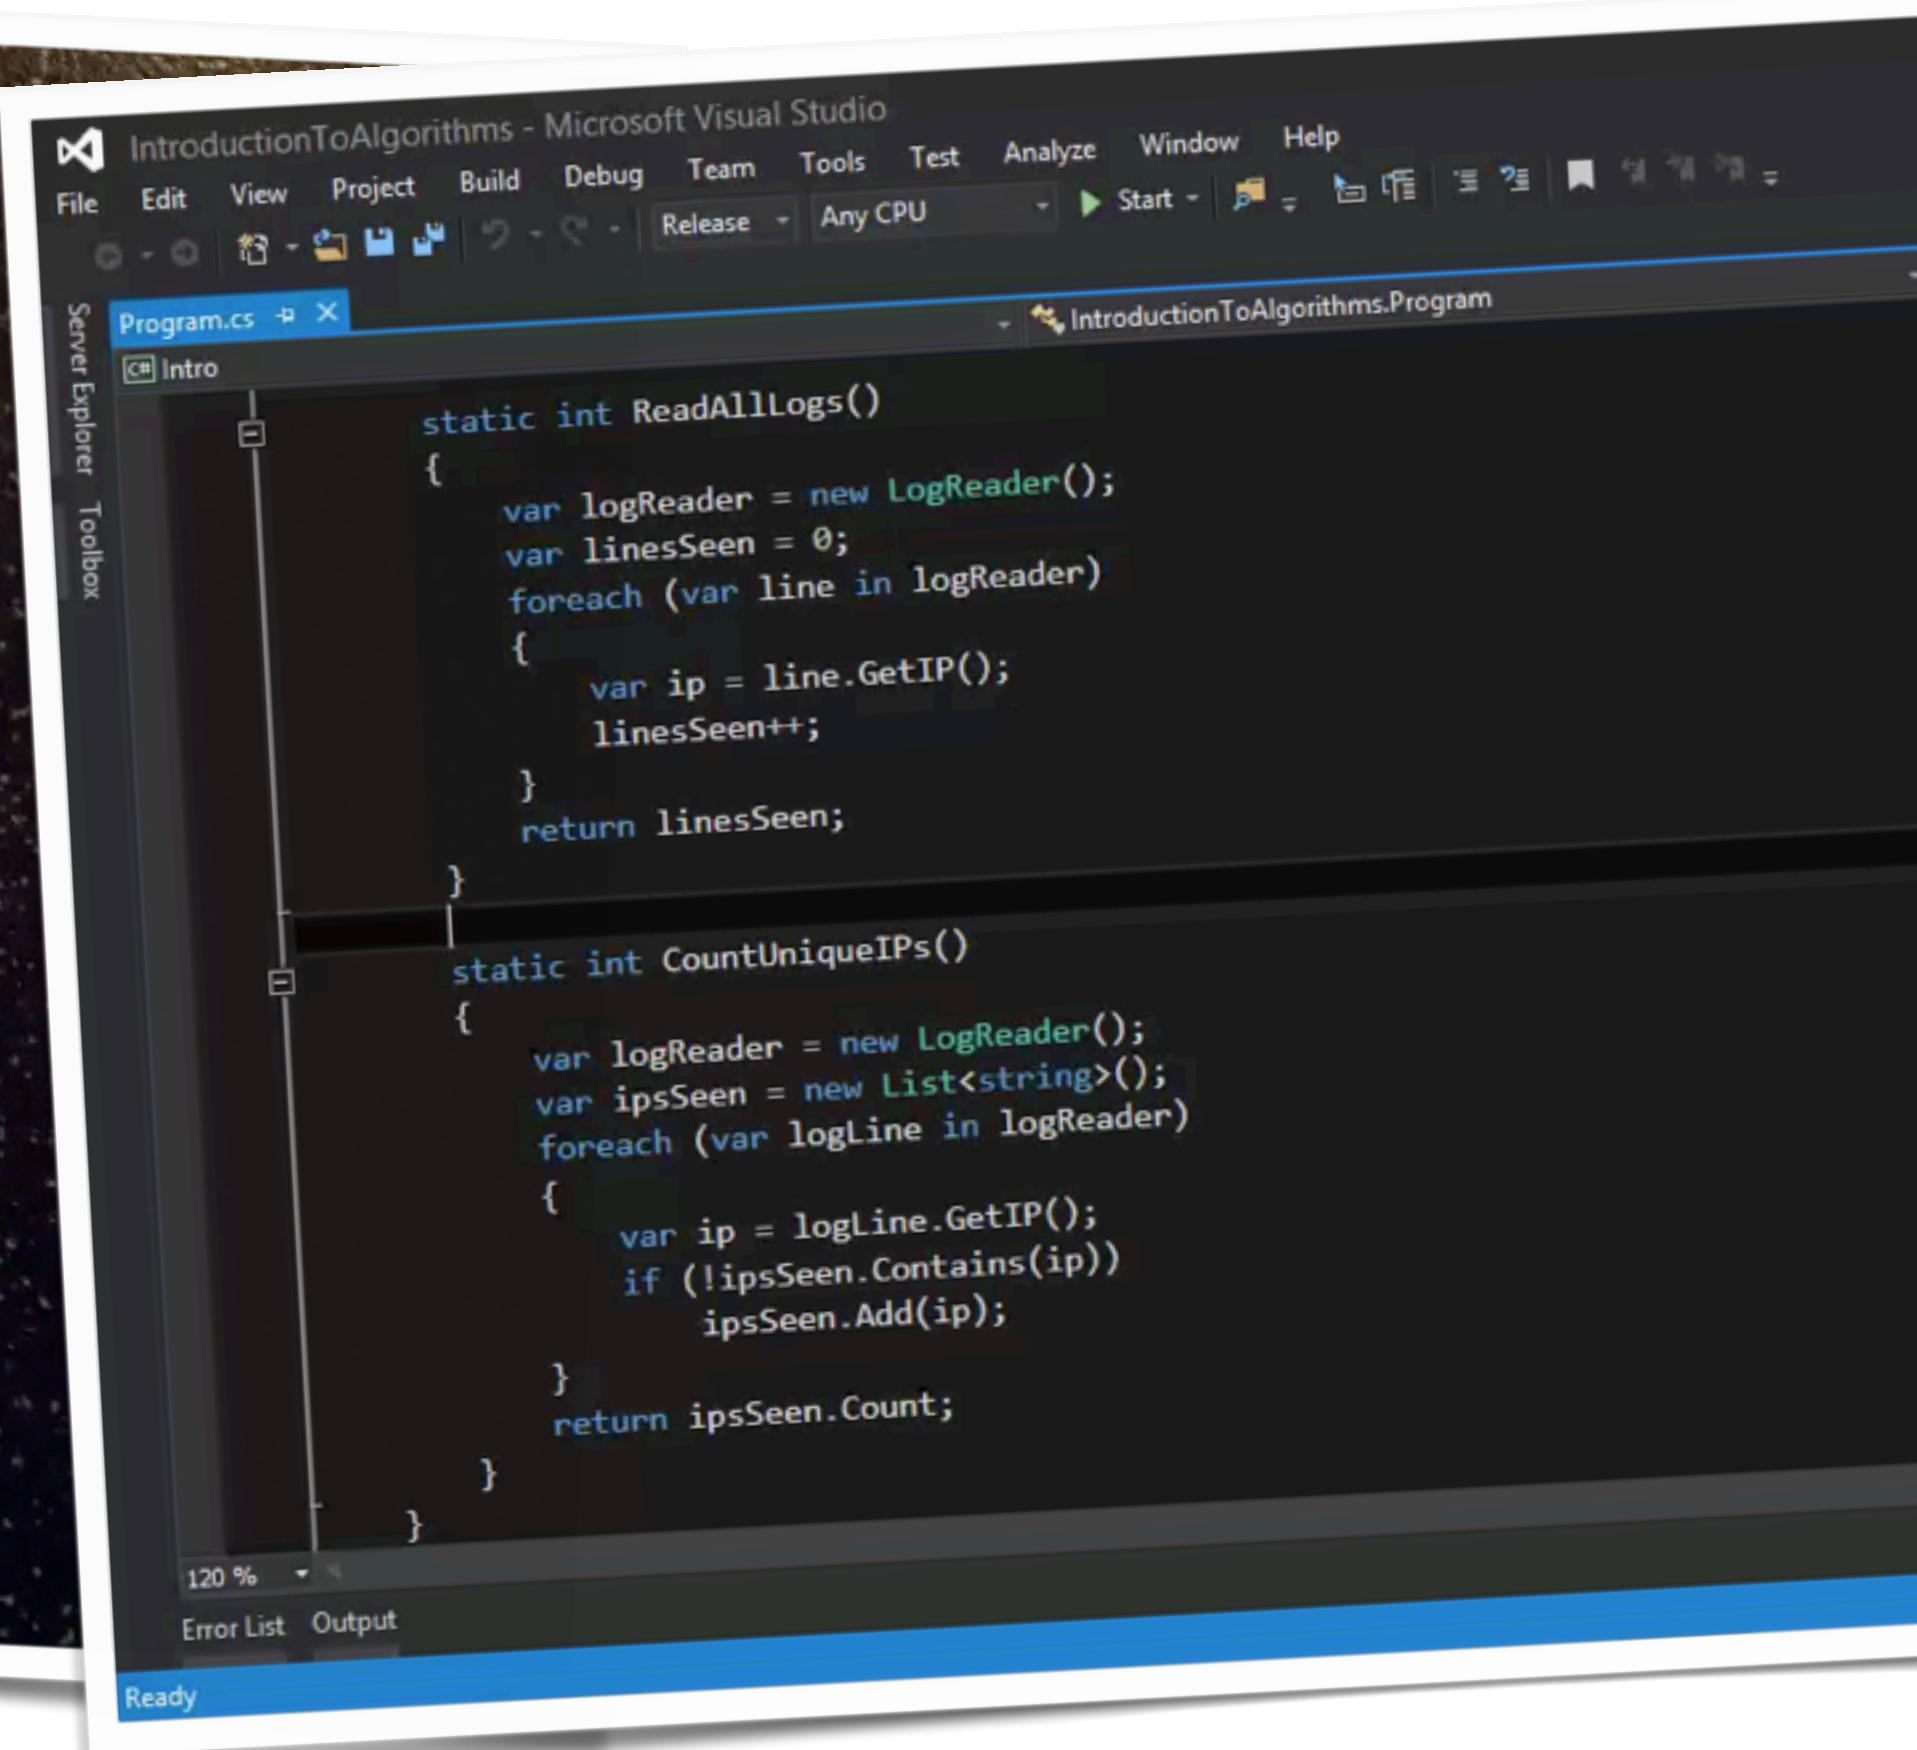 IntroductionToAlgorithms - Microsoft Visual Studio
File Edit View Project Build Debug Team Tools Test Analyze Window Help
Release Any CPU Start
Server Explorer
Toolbox
Program.cs
C# Intro
IntroductionToAlgorithms.Program
static int ReadAllLogs()
{
var logReader = new LogReader();
var linesSeen = 0;
foreach (var line in logReader)
{
var ip = line.GetIP();
linesSeen++;
}
return linesSeen;
}
static int CountUniqueIPs()
{
var logReader = new LogReader();
var ipsSeen = new List<string>();
foreach (var logLine in logReader)
{
var ip = logLine.GetIP();
if (!ipsSeen.Contains(ip))
ipsSeen.Add(ip);
}
return ipsSeen.Count;
}
}
120 %
Error List Output
Ready